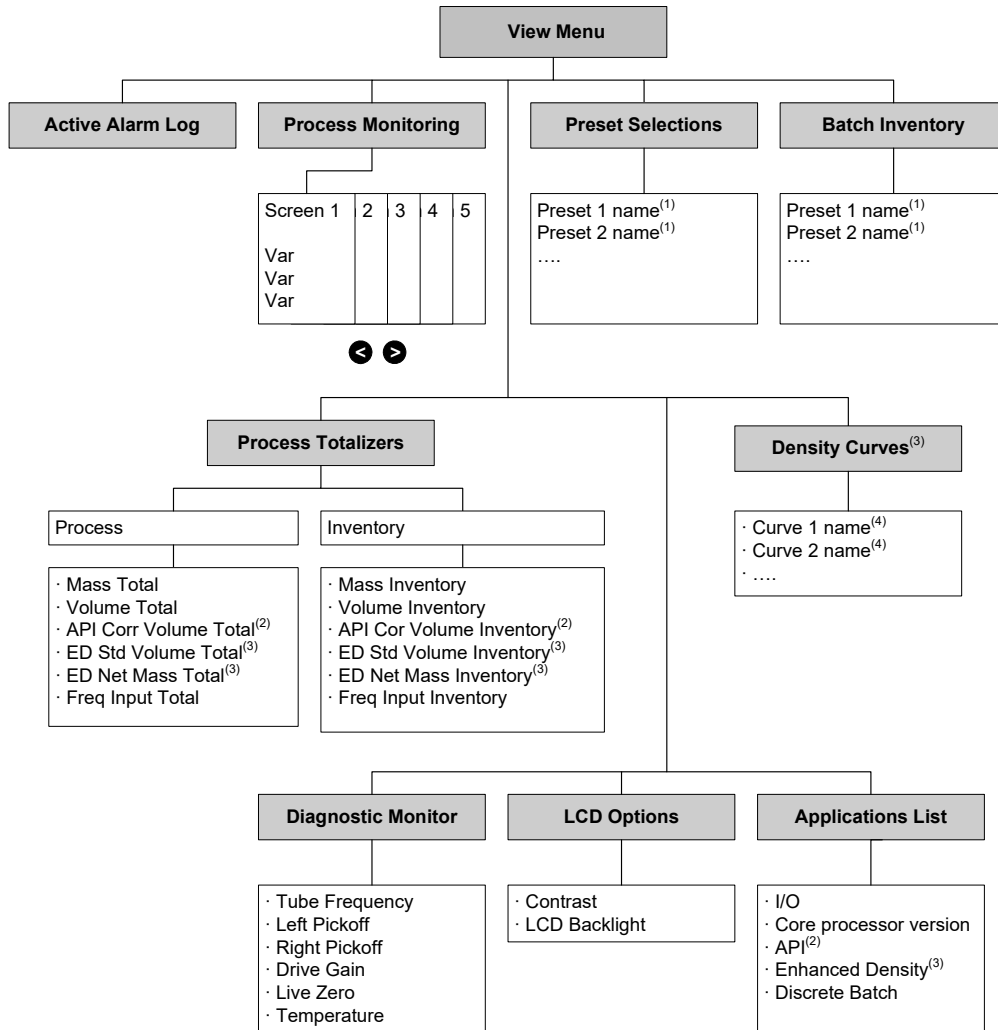 View Menu
Active Alarm Log
Process Monitoring
Preset Selections
Batch Inventory
Screen 1 2 3 4 5
Var
Var
Var
< >
Preset 1 name(1)
Preset 2 name(1)
….
Preset 1 name(1)
Preset 2 name(1)
….
Process Totalizers
Density Curves(3)
Process
· Mass Total
· Volume Total
· API Corr Volume Total(2)
· ED Std Volume Total(3)
· ED Net Mass Total(3)
· Freq Input Total
Inventory
· Mass Inventory
· Volume Inventory
· API Cor Volume Inventory(2)
· ED Std Volume Inventory(3)
· ED Net Mass Inventory(3)
· Freq Input Inventory
· Curve 1 name(4)
· Curve 2 name(4)
· ….
Diagnostic Monitor
LCD Options
Applications List
· Tube Frequency
· Left Pickoff
· Right Pickoff
· Drive Gain
· Live Zero
· Temperature
· Contrast
· LCD Backlight
· I/O
· Core processor version
· API(2)
· Enhanced Density(3)
· Discrete Batch